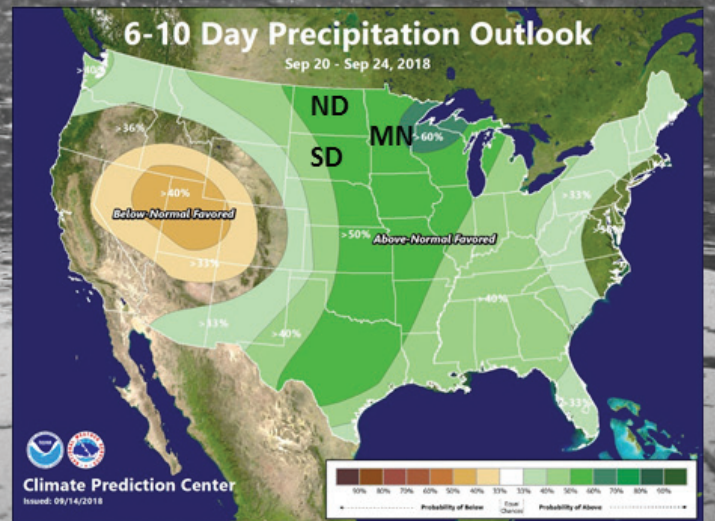 6-10 Day Precipitation Outlook
Sep 20 - Sep 24, 2018
>40%
ND
MN
>60%
>36%
SD
>40%
>33%
Below-Normal Favored
>50%
Above-Normal Favored
>33%
>40%
>33%
>40%
>33%
Climate Prediction Center
Issued: 09/14/2018
90% 80% 70% 60% 50% 40% 33% 33% 40% 50% 60% 70% 80% 90%
Probability of Below
Equal
Chances
Probability of Above